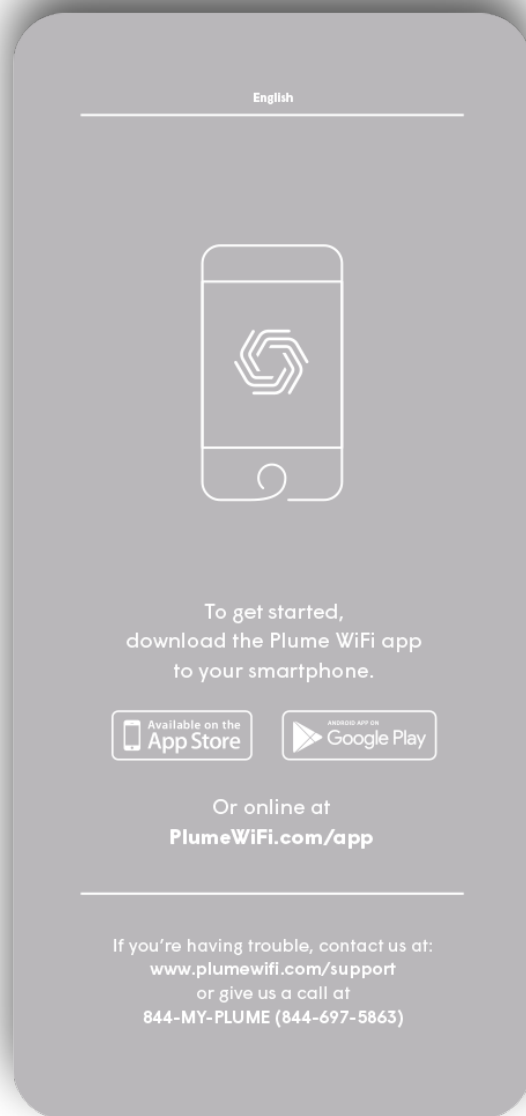 English
To get started,
download the Plume WiFi app
to your smartphone.
Available on the
App Store
ANDROID APP ON
Google Play
Or online at
PlumeWiFi.com/app
If you're having trouble, contact us at:
www.plumewifi.com/support
or give us a call at
844-MY-PLUME (844-697-5863)